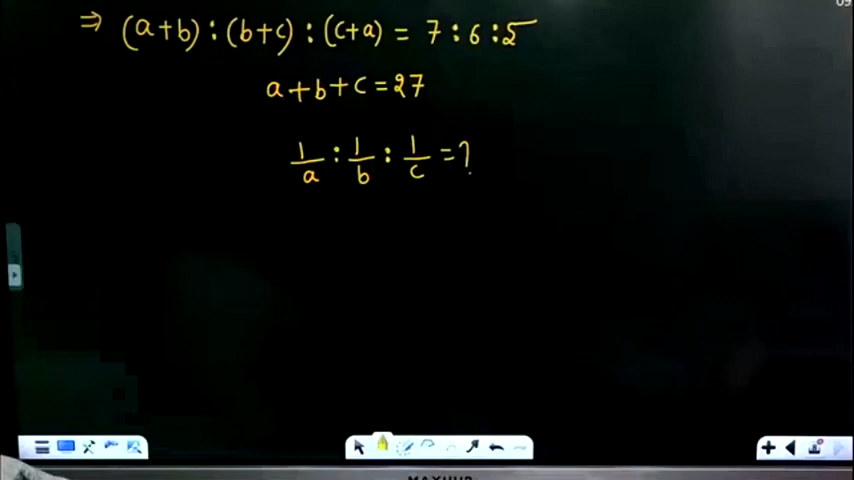 ⇒ (a+b) : (b+c) : (c+a) = 7 : 6 : 5
a + b + c = 27
1/a : 1/b : 1/c = ?